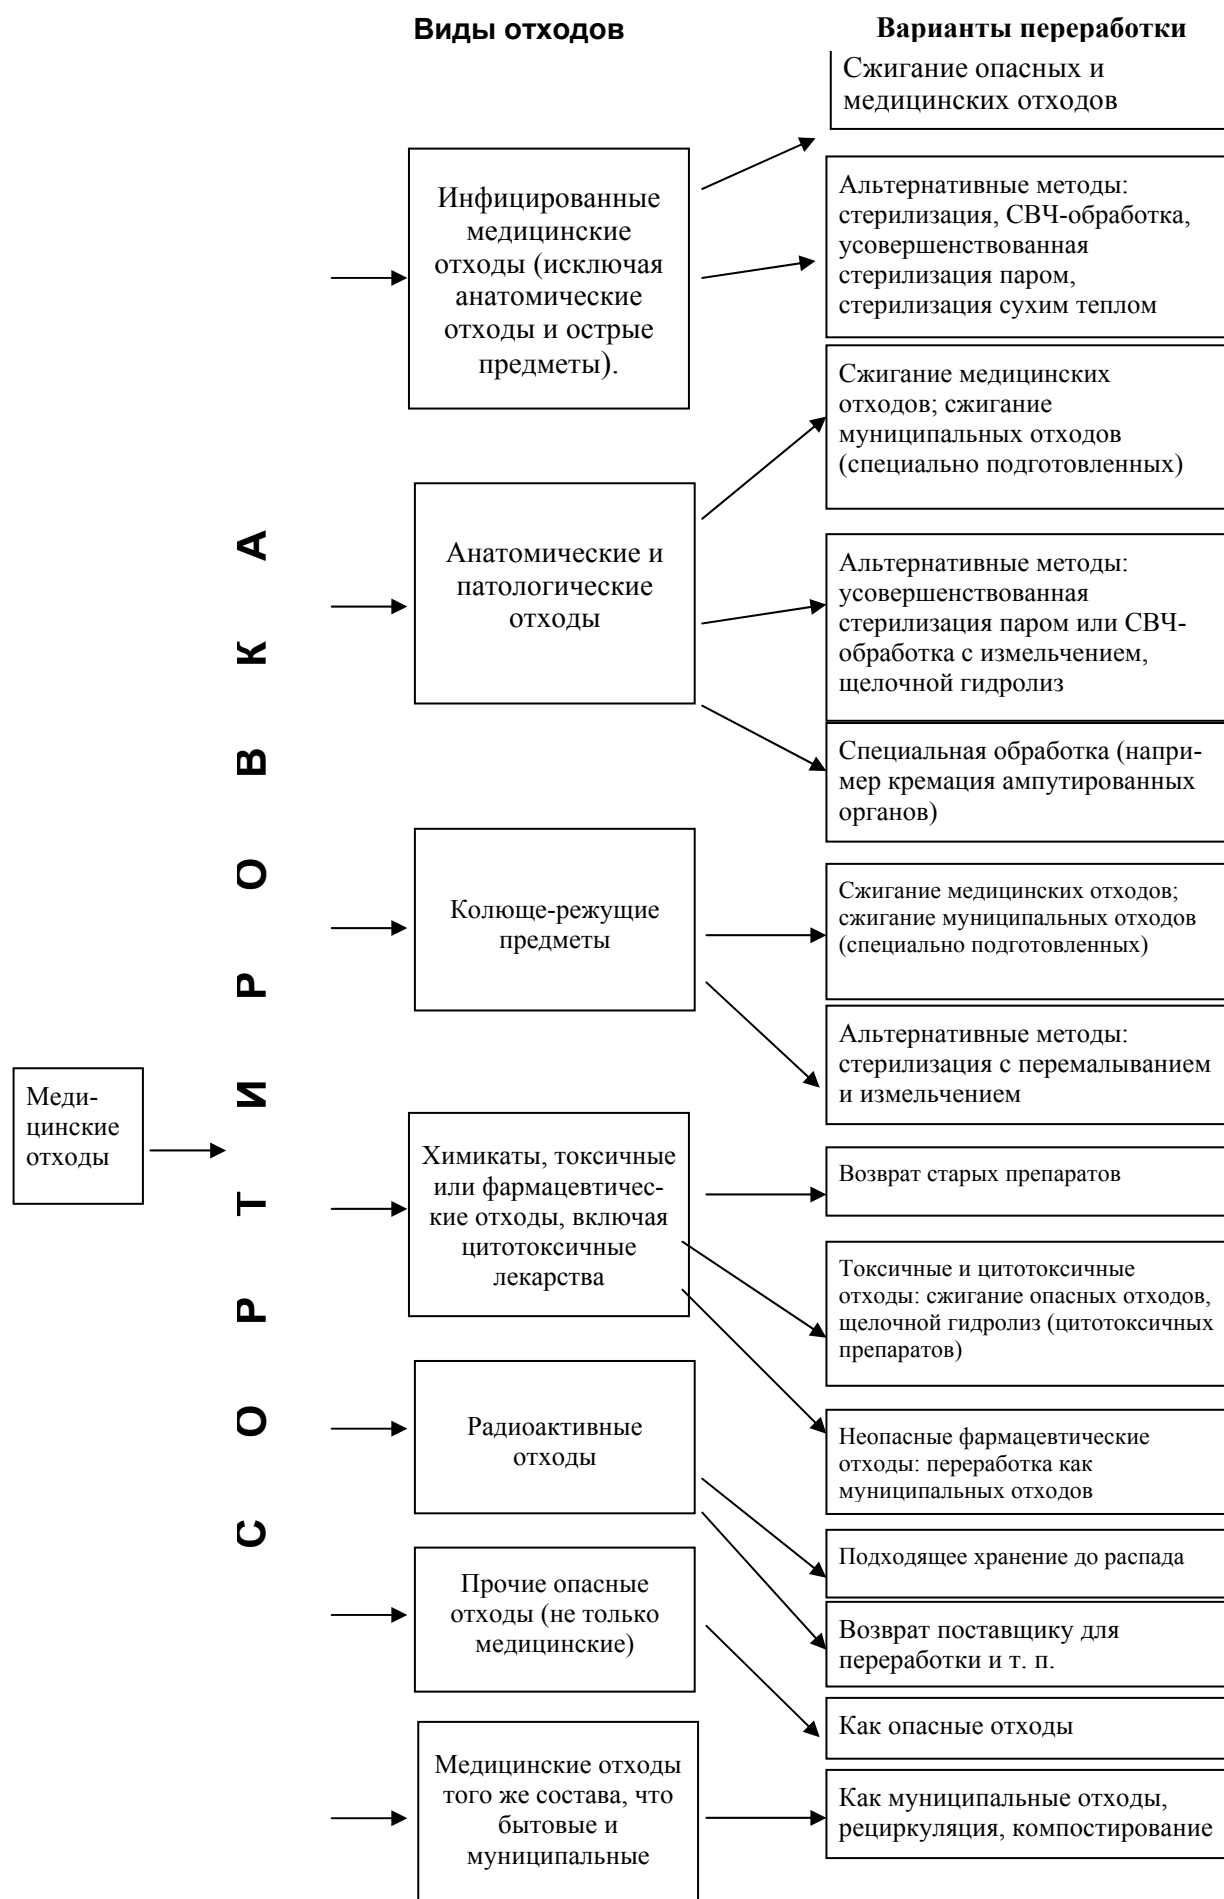 Виды отходов
Варианты переработки
Сжигание опасных и
медицинских отходов
Инфицированные
медицинские
отходы (исключая
анатомические
отходы и острые
предметы).
Альтернативные методы:
стерилизация, СВЧ-обработка,
усовершенствованная
стерилизация паром,
стерилизация сухим теплом
Сжигание медицинских
отходов; сжигание
муниципальных отходов
(специально подготовленных)
Анатомические и
патологические
отходы
Альтернативные методы:
усовершенствованная
стерилизация паром или СВЧ-
обработка с измельчением,
щелочной гидролиз
Специальная обработка (напри-
мер кремация ампутированных
органов)
Колюще-режущие
предметы
Сжигание медицинских отходов;
сжигание муниципальных отходов
(специально подготовленных)
Альтернативные методы:
стерилизация с перемалыванием
и измельчением
Меди-
цинские
отходы
С О Р Т И Р О В К А
Химикаты, токсичные
или фармацевтичес-
кие отходы, включая
цитотоксичные
лекарства
Возврат старых препаратов
Токсичные и цитотоксичные
отходы: сжигание опасных отходов,
щелочной гидролиз (цитотоксичных
препаратов)
Неопасные фармацевтические
отходы: переработка как
муниципальных отходов
Радиоактивные
отходы
Подходящее хранение до распада
Возврат поставщику для
переработки и т. п.
Прочие опасные
отходы (не только
медицинские)
Как опасные отходы
Медицинские отходы
того же состава, что
бытовые и
муниципальные
Как муниципальные отходы,
рециркуляция, компостирование